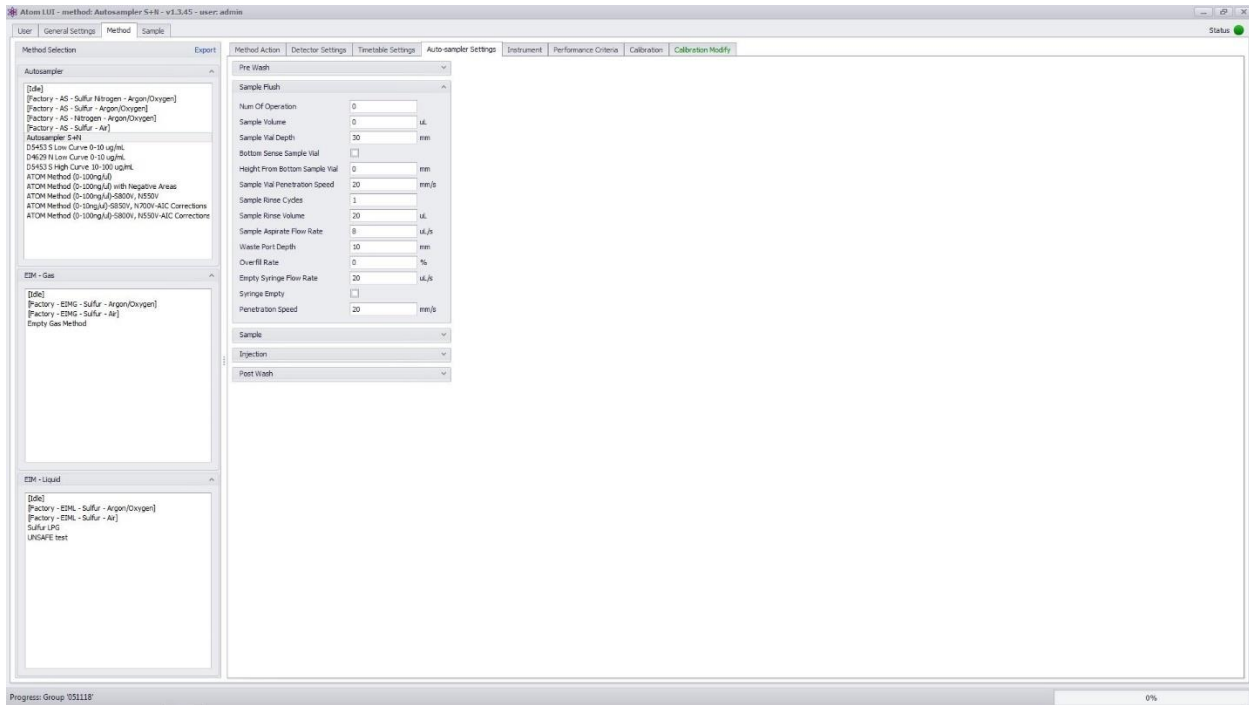 Atom LUI - method: Autosampler S+N - v1.3.45 - user: admin
User General Settings Method Sample Status
Method Selection Export
Autosampler
[Idle]
[Factory - AS - Sulfur Nitrogen - Argon/Oxygen]
[Factory - AS - Sulfur - Argon/Oxygen]
[Factory - AS - Nitrogen - Argon/Oxygen]
[Factory - AS - Sulfur - Air]
Autosampler S+N
D5453 S Low Curve 0-10 ug/mL
D4629 N Low Curve 0-10 ug/mL
D5453 S High Curve 10-100 ug/mL
ATOM Method (0-100ng/ul)
ATOM Method (0-100ng/ul) with Negative Areas
ATOM Method (0-100ng/ul)-S800V, N550V
ATOM Method (0-10ng/ul)-S850V, N700V-AIC Corrections
ATOM Method (0-100ng/ul)-S800V, N550V-AIC Corrections
EIM - Gas
[Idle]
[Factory - EIMG - Sulfur - Argon/Oxygen]
[Factory - EIMG - Sulfur - Air]
Empty Gas Method
EIM - Liquid
[Idle]
[Factory - EIML - Sulfur - Argon/Oxygen]
[Factory - EIML - Sulfur - Air]
Sulfur LPG
UNSAFE test
Method Action Detector Settings Timetable Settings Auto-sampler Settings Instrument Performance Criteria Calibration Calibration Modify
Pre Wash
Sample Flush
Num Of Operation 0
Sample Volume 0 uL
Sample Vial Depth 30 mm
Bottom Sense Sample Vial
Height From Bottom Sample Vial 0 mm
Sample Vial Penetration Speed 20 mm/s
Sample Rinse Cycles 1
Sample Rinse Volume 20 uL
Sample Aspirate Flow Rate 8 uL/s
Waste Port Depth 10 mm
Overfill Rate 0 %
Empty Syringe Flow Rate 20 uL/s
Syringe Empty
Penetration Speed 20 mm/s
Sample
Injection
Post Wash
Progress: Group '051118' 0%